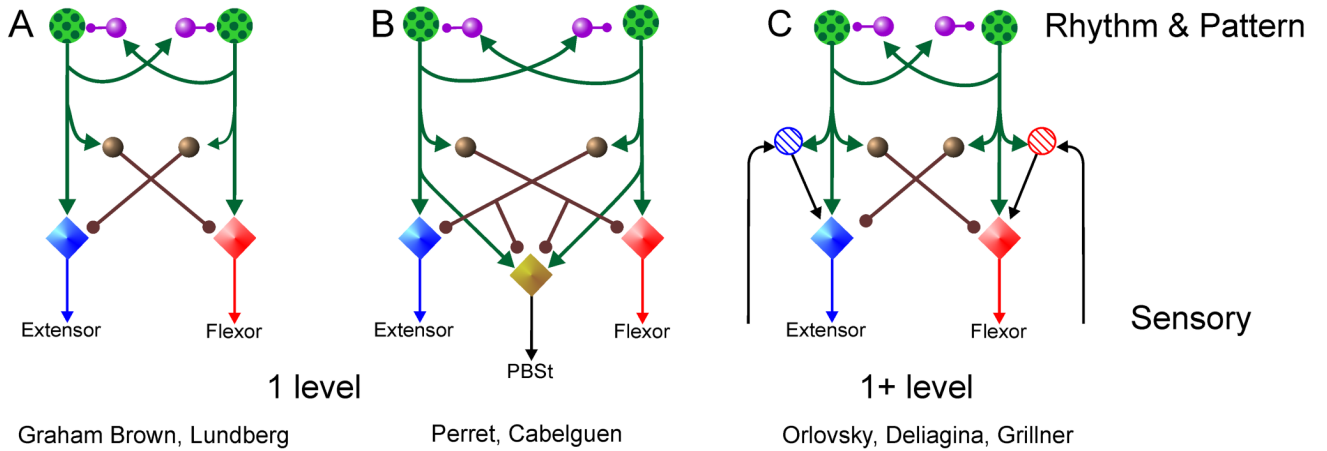 A
B
C
Rhythm & Pattern
Extensor
Flexor
Extensor
Flexor
PBSt
Extensor
Flexor
Sensory
1 level
1+ level
Graham Brown, Lundberg
Perret, Cabelguen
Orlovsky, Deliagina, Grillner